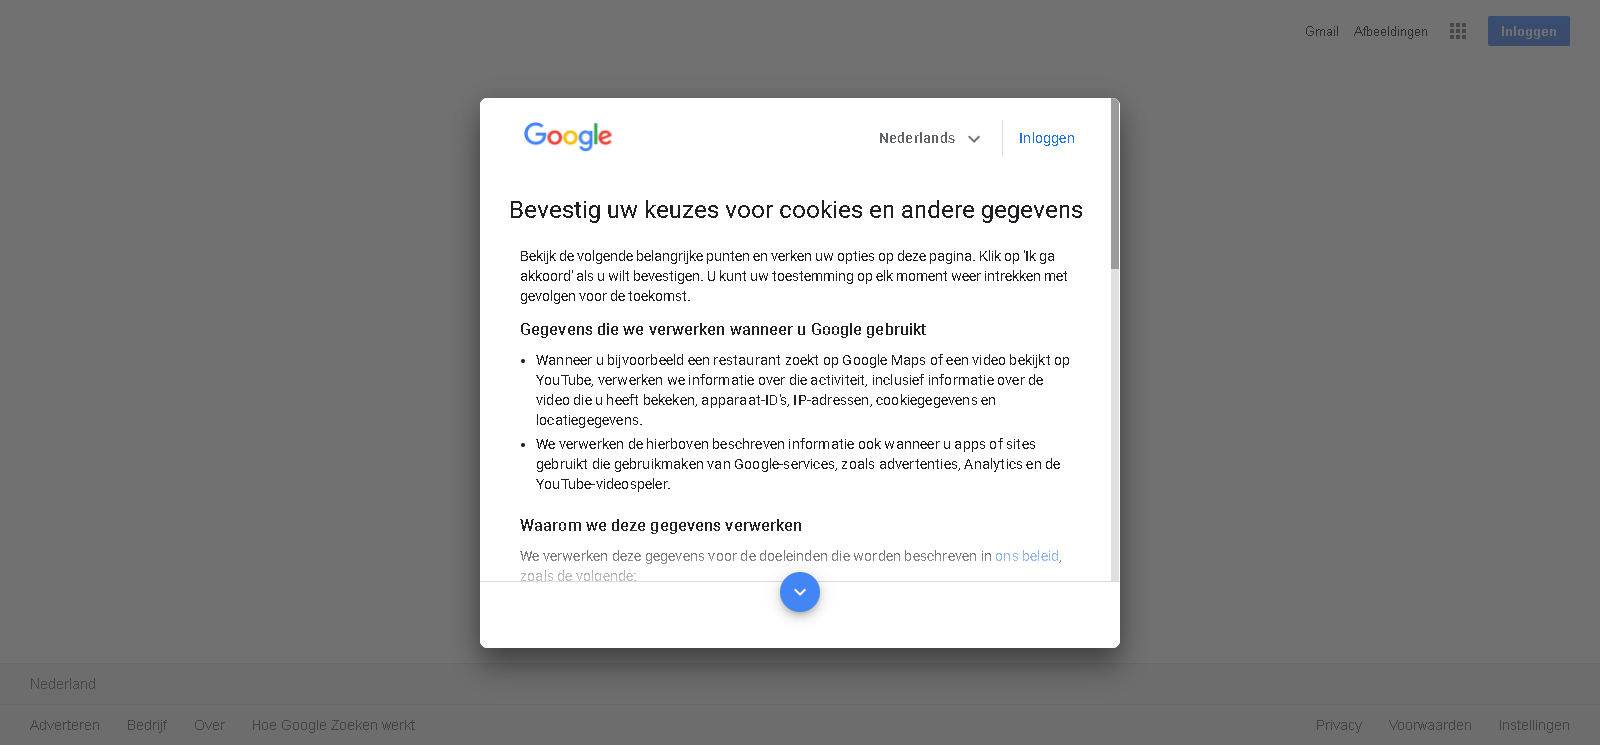 Gmail Afbeeldingen Inloggen
Google Nederlands Inloggen
Bevestig uw keuzes voor cookies en andere gegevens
Bekijk de volgende belangrijke punten en verken uw opties op deze pagina. Klik op 'Ik ga
akkoord' als u wilt bevestigen. U kunt uw toestemming op elk moment weer intrekken met
gevolgen voor de toekomst.
Gegevens die we verwerken wanneer u Google gebruikt
• Wanneer u bijvoorbeeld een restaurant zoekt op Google Maps of een video bekijkt op
YouTube, verwerken we informatie over die activiteit, inclusief informatie over de
video die u heeft bekeken, apparaat-ID's, IP-adressen, cookiegegevens en
locatiegegevens.
• We verwerken de hierboven beschreven informatie ook wanneer u apps of sites
gebruikt die gebruikmaken van Google-services, zoals advertenties, Analytics en de
YouTube-videospeler.
Waarom we deze gegevens verwerken
We verwerken deze gegevens voor de doeleinden die worden beschreven in ons beleid,
zoals de volgende:
Nederland
Adverteren Bedrijf Over Hoe Google Zoeken werkt Privacy Voorwaarden Instellingen